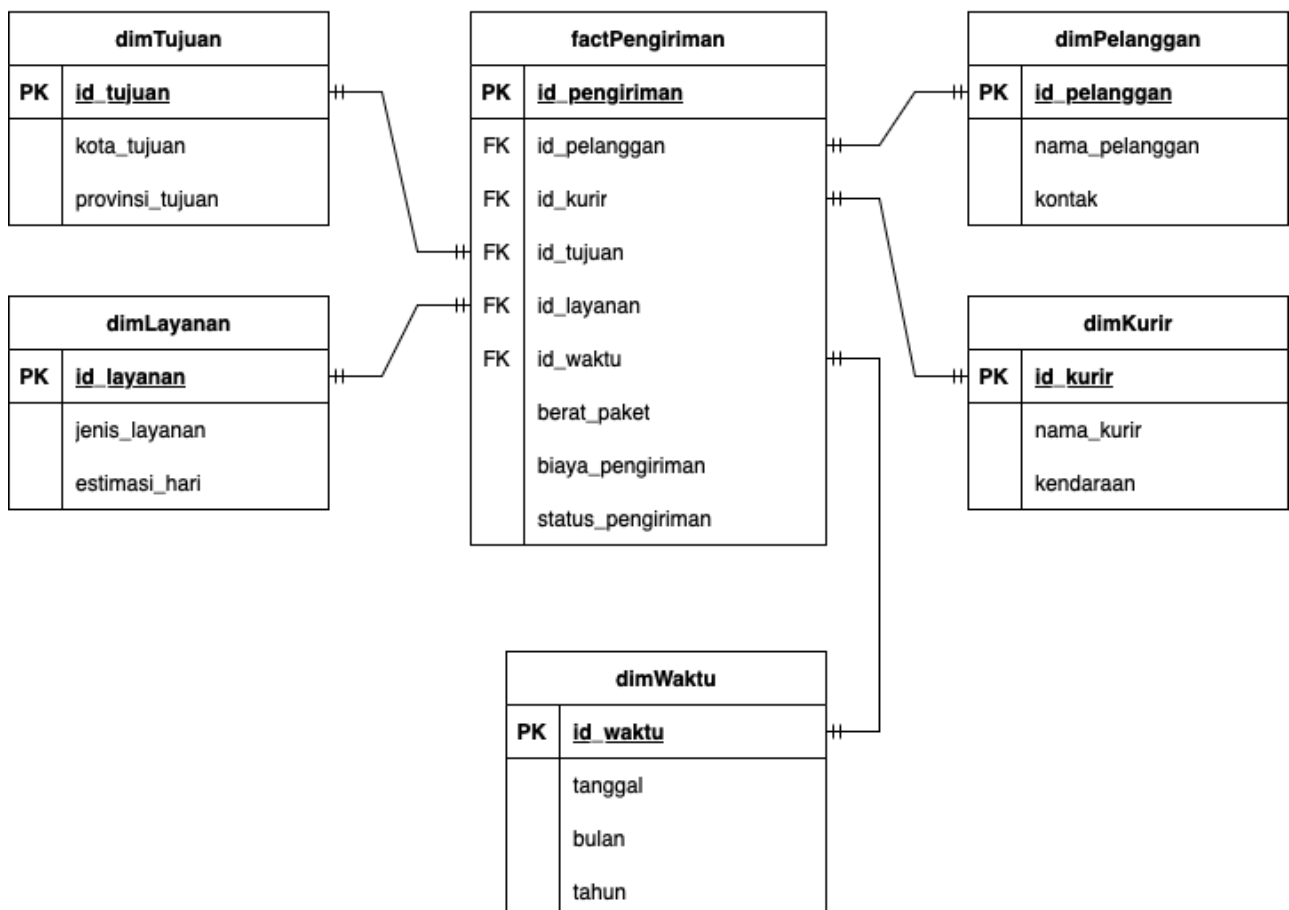 dimTujuan
PK id_tujuan
kota_tujuan
provinsi_tujuan
dimLayanan
PK id_layanan
jenis_layanan
estimasi_hari
factPengiriman
PK id_pengiriman
FK id_pelanggan
FK id_kurir
FK id_tujuan
FK id_layanan
FK id_waktu
berat_paket
biaya_pengiriman
status_pengiriman
dimPelanggan
PK id_pelanggan
nama_pelanggan
kontak
dimKurir
PK id_kurir
nama_kurir
kendaraan
dimWaktu
PK id_waktu
tanggal
bulan
tahun